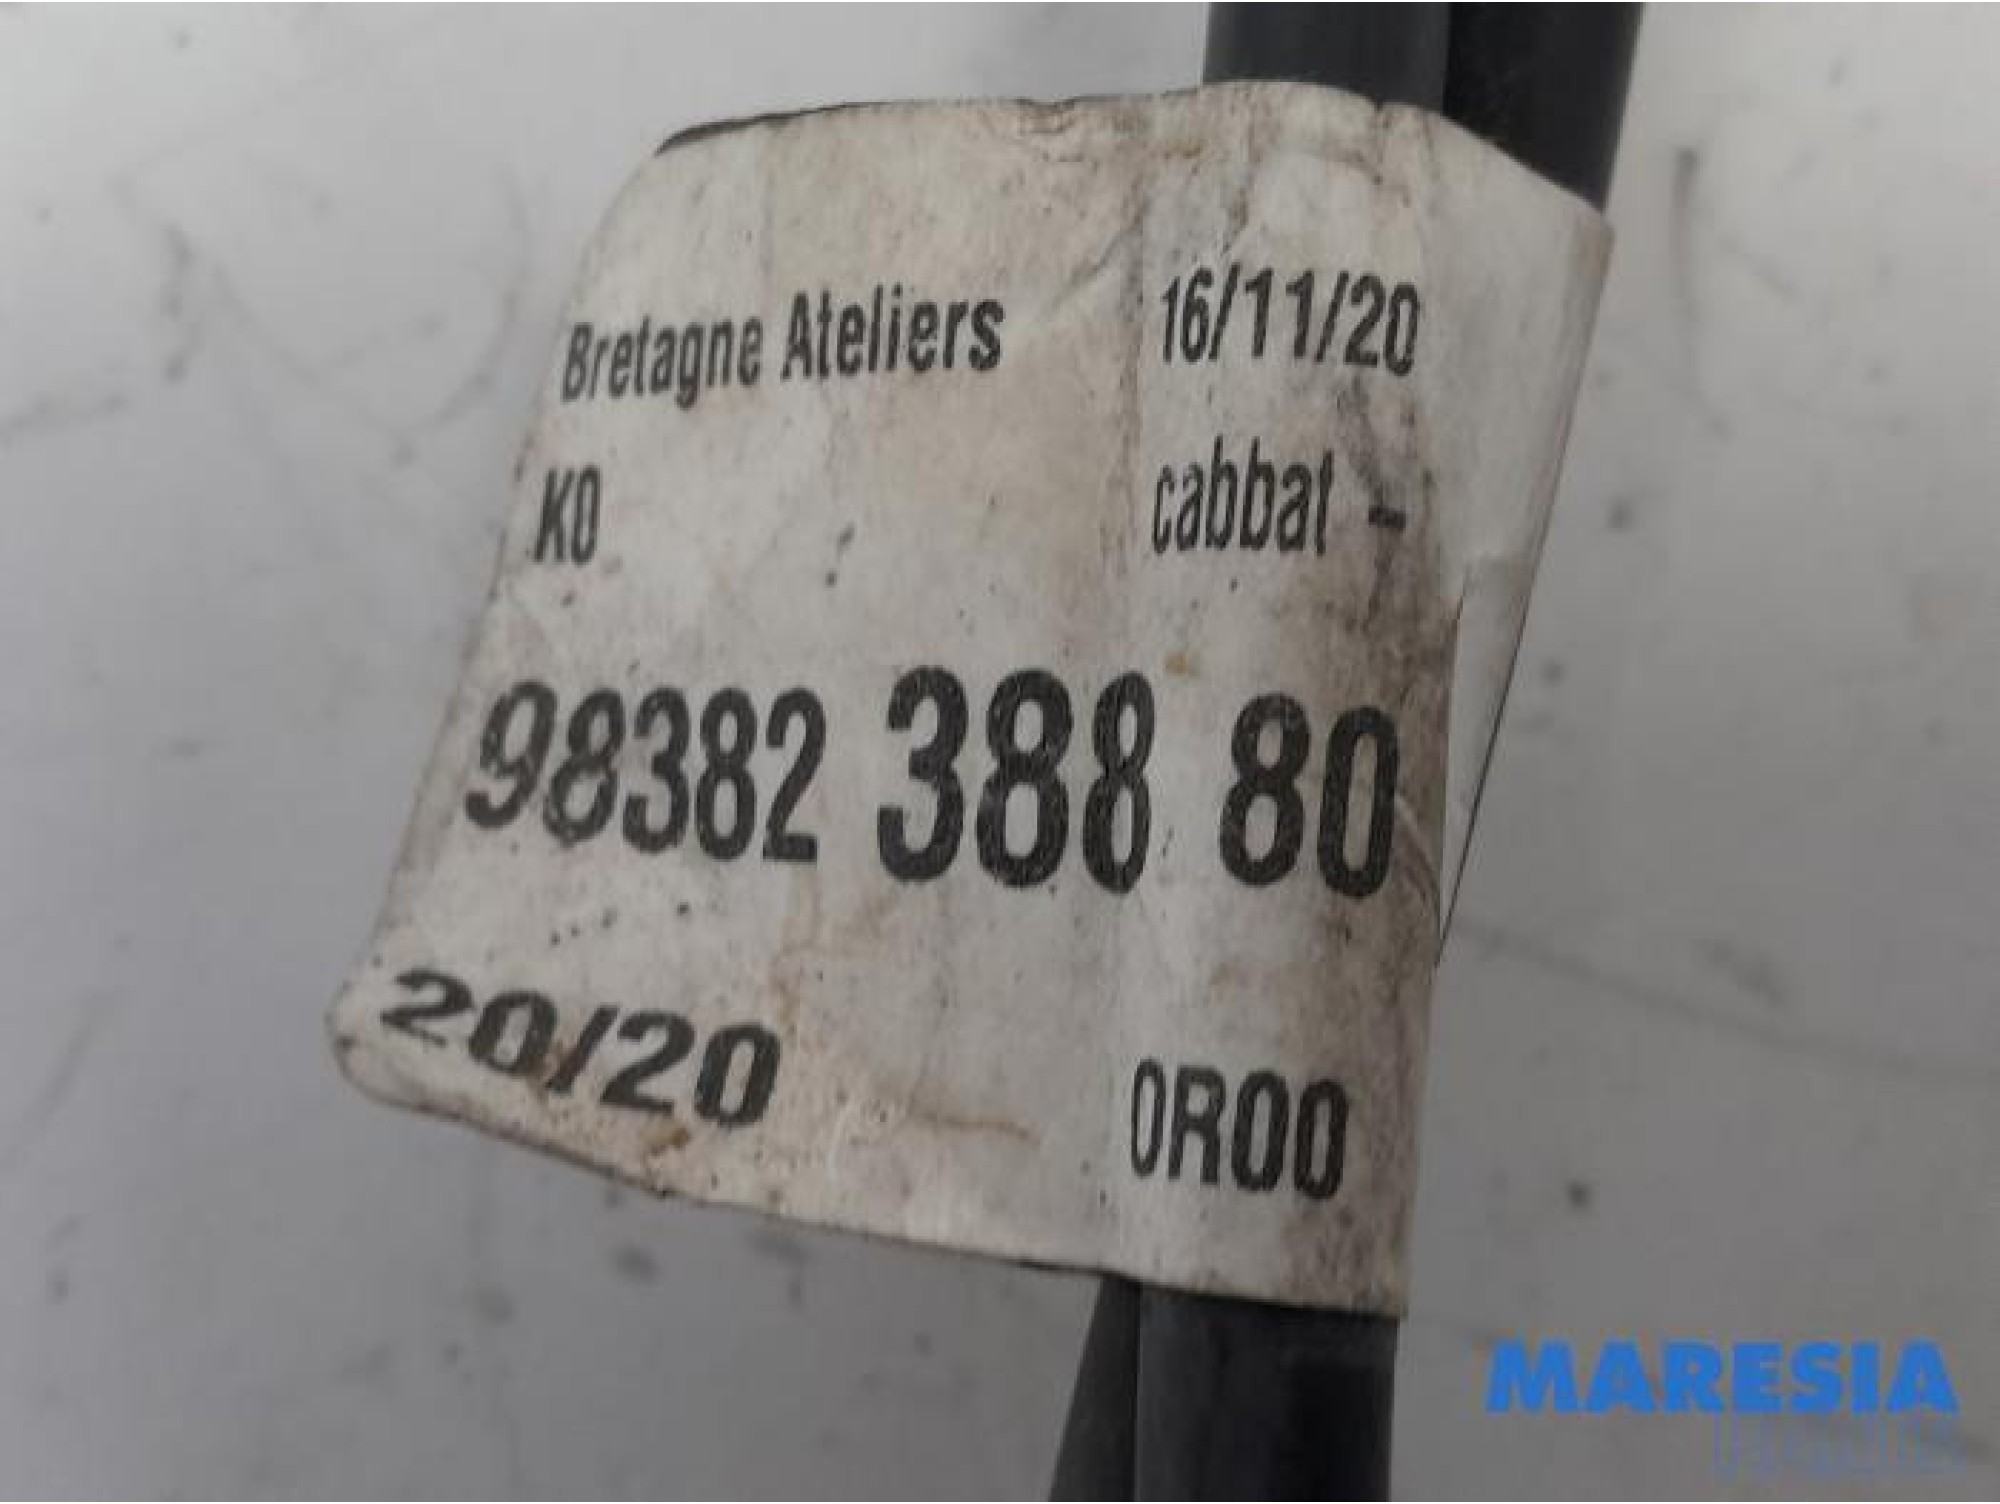 Bretagne Ateliers 16/11/20
K0 cabbat -
98382 388 80
20/20 0R00
MARESIA